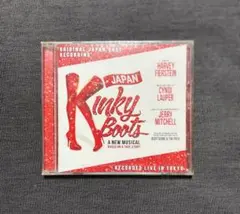 ORIGINAL JAPAN CAST
RECORDING
JAPAN
Kinky
Boots
A NEW MUSICAL
HARVEY
FIERSTEIN
CYNDI
LAUPER
JERRY
MITCHELL
RECORDED LIVE IN TOKYO